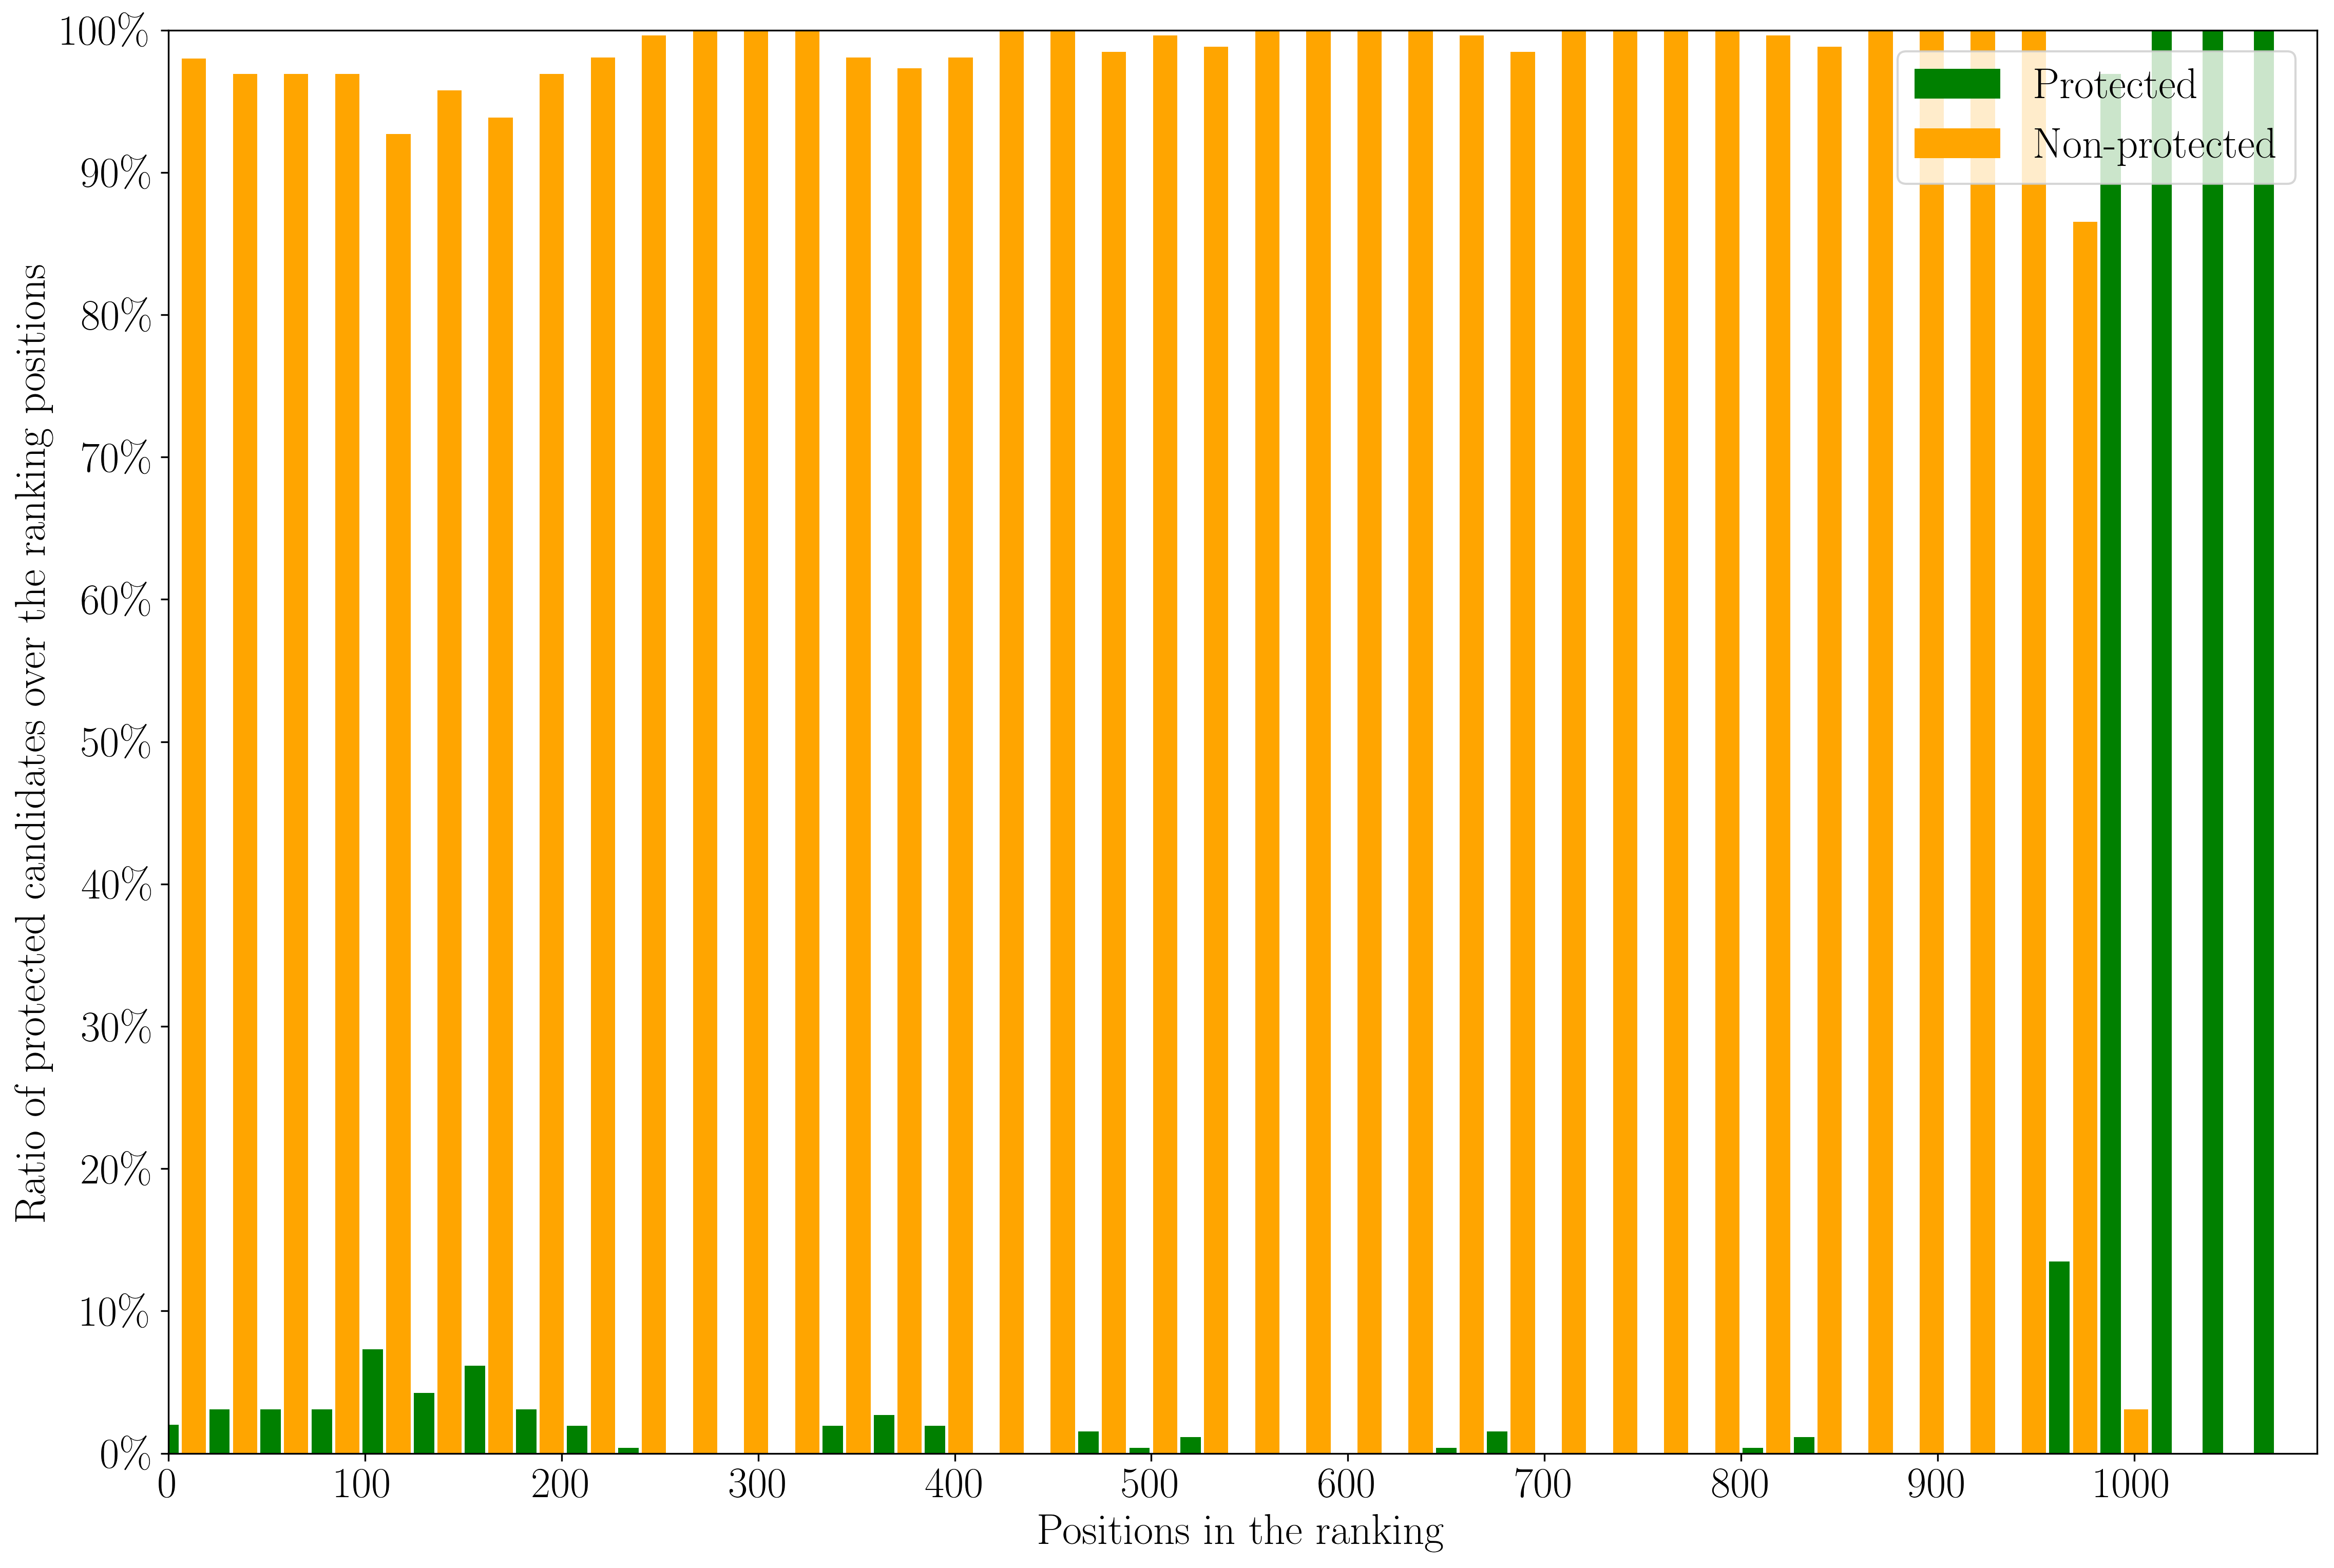 Ratio of protected candidates over the ranking positions
100%
90%
80%
70%
60%
50%
40%
30%
20%
10%
0%
Protected
Non-protected
0 100 200 300 400 500 600 700 800 900 1000
Positions in the ranking